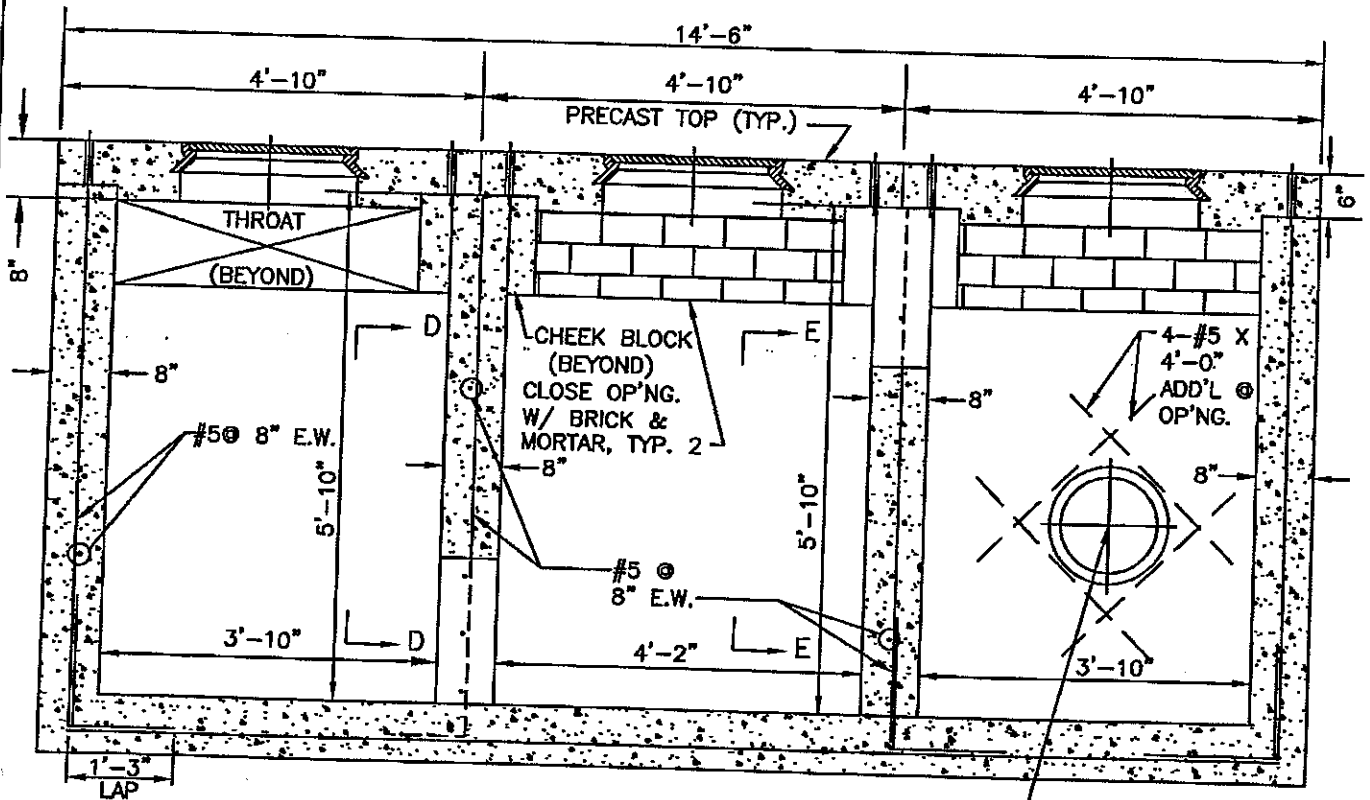 14'-6"
4'-10"
4'-10"
4'-10"
PRECAST TOP (TYP.)
6"
8"
THROAT
(BEYOND)
D
E
CHEEK BLOCK
(BEYOND)
CLOSE OP'NG.
W/ BRICK &
MORTAR, TYP. 2
4-#5 X
4'-0"
ADD'L @
OP'NG.
8"
8"
#5@ 8" E.W.
8"
8"
5'-10"
5'-10"
#5 @
8" E.W.
D
E
3'-10"
4'-2"
3'-10"
1'-3"
LAP